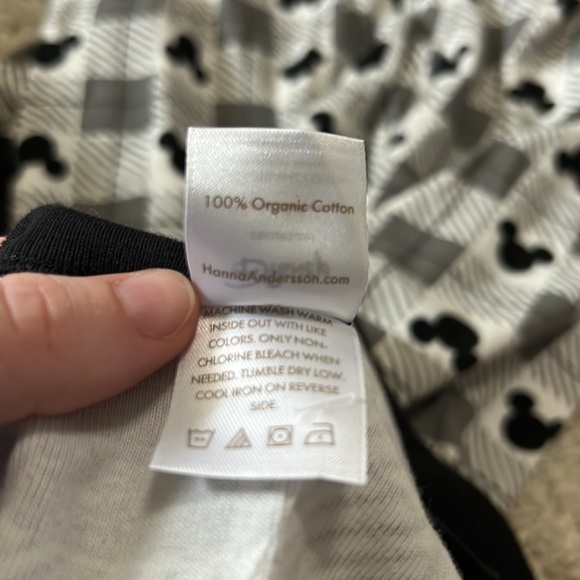 100% Organic Cotton
HannaAndersson.com
MACHINE WASH WARM
INSIDE OUT WITH LIKE
COLORS. ONLY NON-
CHLORINE BLEACH WHEN
NEEDED. TUMBLE DRY LOW.
COOL IRON ON REVERSE
SIDE.